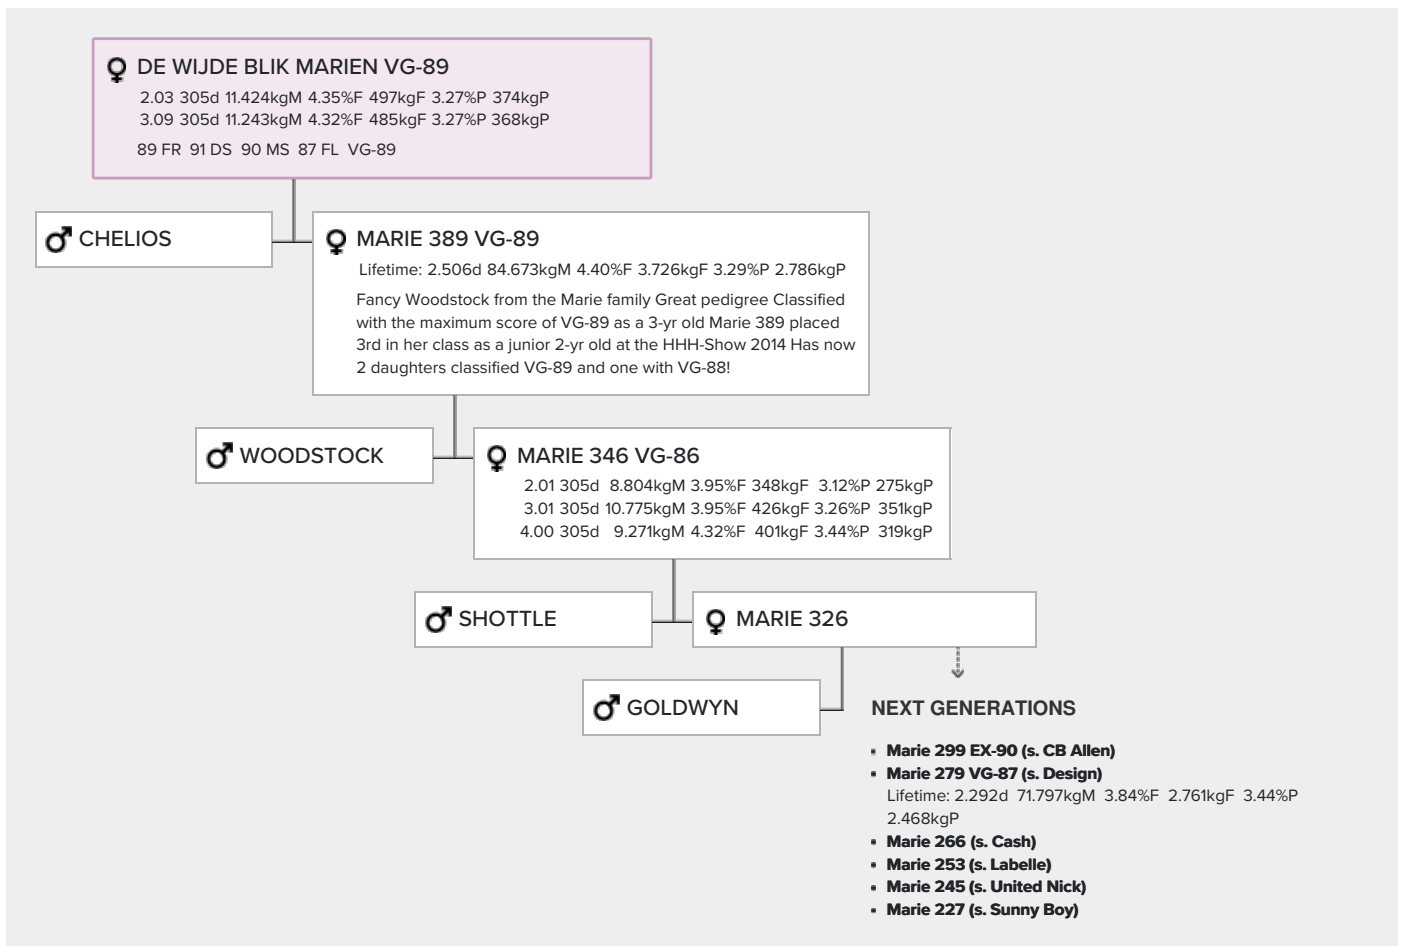 DE WIJDE BLIK MARIEN VG-89
2.03 305d 11.424kgM 4.35%F 497kgF 3.27%P 374kgP
3.09 305d 11.243kgM 4.32%F 485kgF 3.27%P 368kgP
89 FR 91 DS 90 MS 87 FL VG-89
CHELIOS
MARIE 389 VG-89
Lifetime: 2.506d 84.673kgM 4.40%F 3.726kgF 3.29%P 2.786kgP
Fancy Woodstock from the Marie family Great pedigree Classified
with the maximum score of VG-89 as a 3-yr old Marie 389 placed
3rd in her class as a junior 2-yr old at the HHH-Show 2014 Has now
2 daughters classified VG-89 and one with VG-88!
WOODSTOCK
MARIE 346 VG-86
2.01 305d 8.804kgM 3.95%F 348kgF 3.12%P 275kgP
3.01 305d 10.775kgM 3.95%F 426kgF 3.26%P 351kgP
4.00 305d 9.271kgM 4.32%F 401kgF 3.44%P 319kgP
SHOTTLE
MARIE 326
GOLDWYN
NEXT GENERATIONS
Marie 299 EX-90 (s. CB Allen)
Marie 279 VG-87 (s. Design)
Lifetime: 2.292d 71.797kgM 3.84%F 2.761kgF 3.44%P
2.468kgP
Marie 266 (s. Cash)
Marie 253 (s. Labelle)
Marie 245 (s. United Nick)
Marie 227 (s. Sunny Boy)